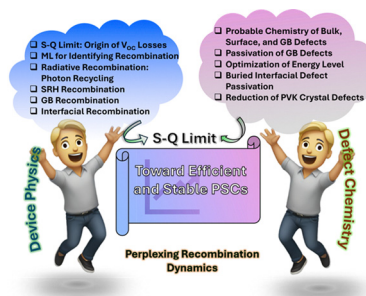 ❑ S-Q Limit: Origin of VOC Losses
❑ ML for Identifying Recombination
❑ Radiative Recombination:
Photon Recycling
❑ SRH Recombination
❑ GB Recombination
❑ Interfacial Recombination
❑ Probable Chemistry of Bulk,
Surface, and GB Defects
❑ Passivation of GB Defects
❑ Optimization of Energy Level
❑ Buried Interfacial Defect
Passivation
❑ Reduction of PVK Crystal Defects
S-Q Limit
Toward Efficient
and Stable PSCs
Device Physics
Defect Chemistry
Perplexing Recombination
Dynamics